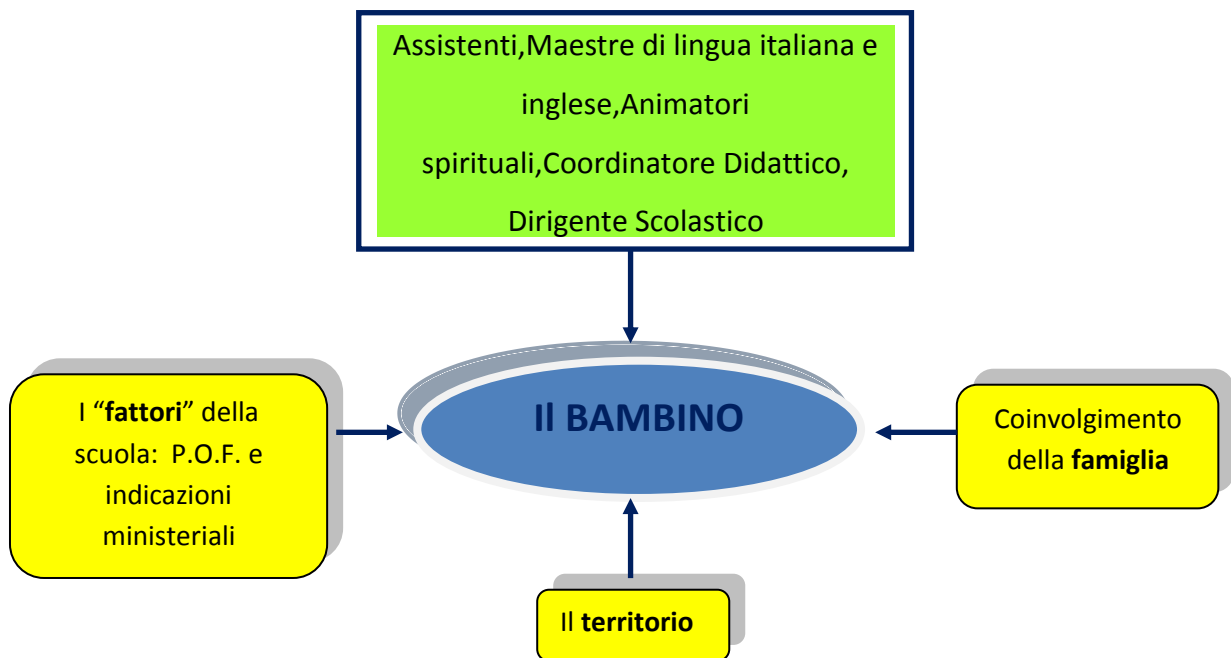 Assistenti,Maestre di lingua italiana e
inglese,Animatori
spirituali,Coordinatore Didattico,
Dirigente Scolastico
I “fattori” della
scuola: P.O.F. e
indicazioni
ministeriali
Il BAMBINO
Coinvolgimento
della famiglia
Il territorio